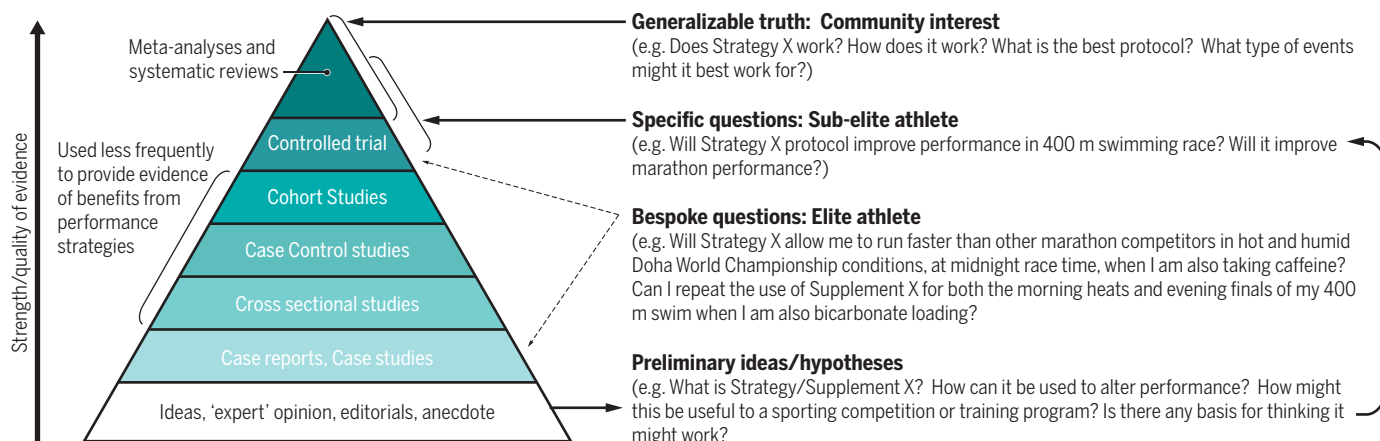 Strength/quality of evidence
Meta-analyses and
systematic reviews
Used less frequently
to provide evidence
of benefits from
performance
strategies
Controlled trial
Cohort Studies
Case Control studies
Cross sectional studies
Case reports, Case studies
Ideas, ‘expert’ opinion, editorials, anecdote
Generalizable truth: Community interest
(e.g. Does Strategy X work? How does it work? What is the best protocol? What type of events
might it best work for?)
Specific questions: Sub-elite athlete
(e.g. Will Strategy X protocol improve performance in 400 m swimming race? Will it improve
marathon performance?)
Bespoke questions: Elite athlete
(e.g. Will Strategy X allow me to run faster than other marathon competitors in hot and humid
Doha World Championship conditions, at midnight race time, when I am also taking caffeine?
Can I repeat the use of Supplement X for both the morning heats and evening finals of my 400
m swim when I am also bicarbonate loading?
Preliminary ideas/hypotheses
(e.g. What is Strategy/Supplement X? How can it be used to alter performance? How might
this be useful to a sporting competition or training program? Is there any basis for thinking it
might work?